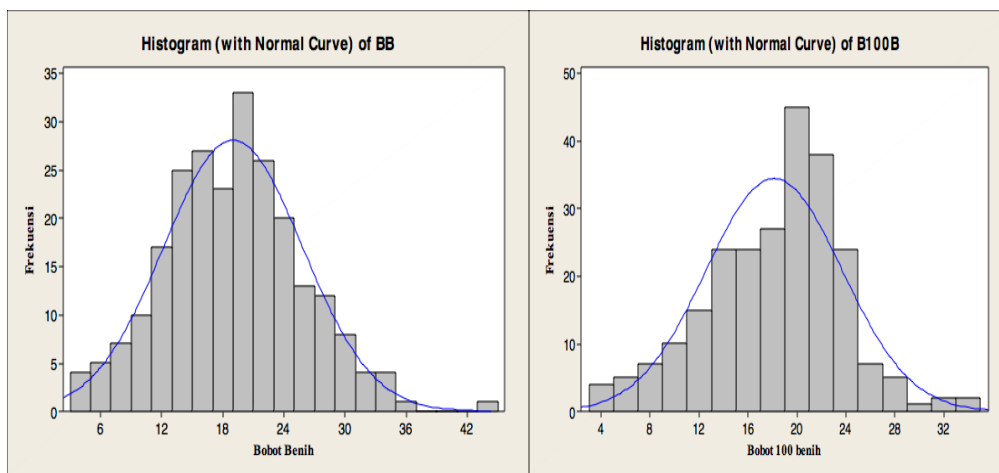 Histogram (with Normal Curve) of BB
35
30
25
20
15
10
5
0
Frekuensi
6 12 18 24 30 36 42
Bobot Benih
Histogram (with Normal Curve) of B100B
50
40
30
20
10
0
Frekuensi
4 8 12 16 20 24 28 32
Bobot 100 benih